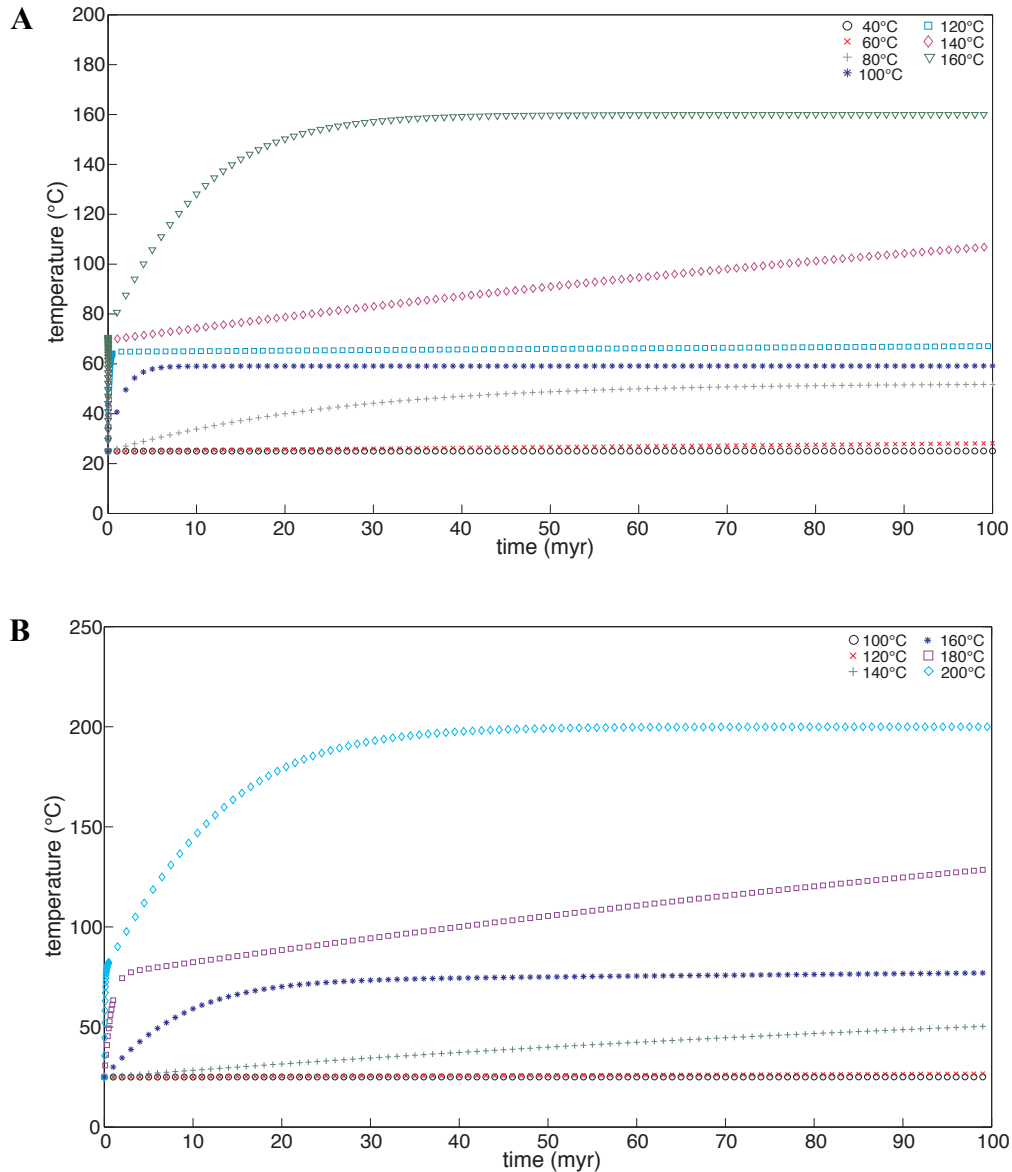 A
200
180
160
140
120
100
80
60
40
20
0
temperature (°C)
40°C 120°C
60°C 140°C
80°C 160°C
100°C
0 10 20 30 40 50 60 70 80 90 100
time (myr)
B
250
200
150
100
50
0
temperature (°C)
100°C 160°C
120°C 180°C
140°C 200°C
0 10 20 30 40 50 60 70 80 90 100
time (myr)